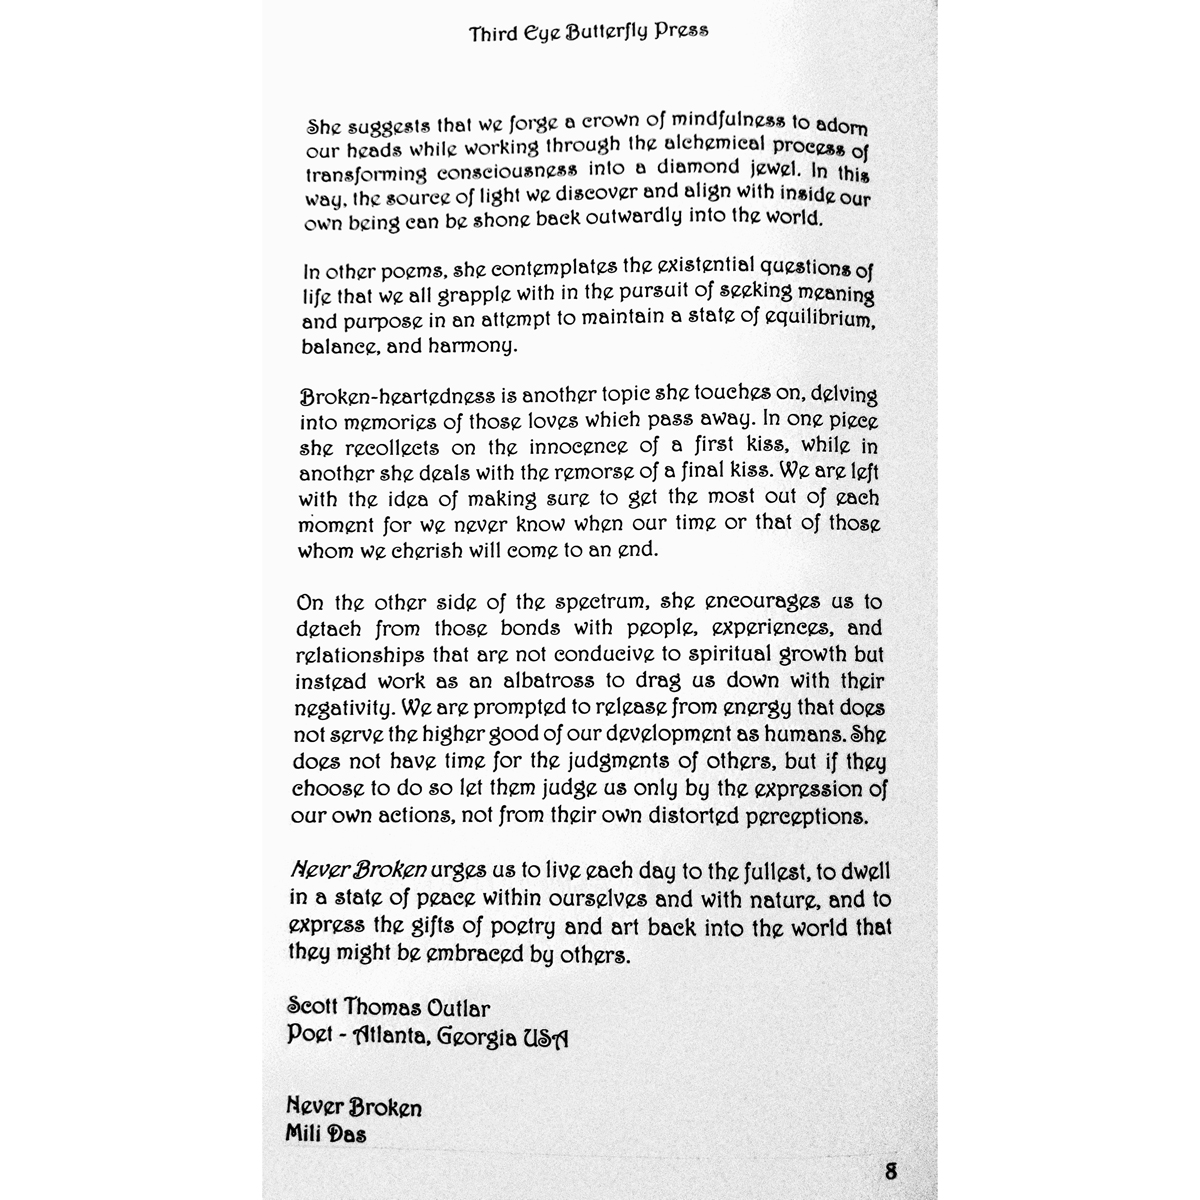 Third Eye Butterfly Press
She suggests that we forge a crown of mindfulness to adorn
our heads while working through the alchemical process of
transforming consciousness into a diamond jewel. In this
way, the source of light we discover and align with inside our
own being can be shone back outwardly into the world.
In other poems, she contemplates the existential questions of
life that we all grapple with in the pursuit of seeking meaning
and purpose in an attempt to maintain a state of equilibrium,
balance, and harmony.
Broken-heartedness is another topic she touches on, delving
into memories of those loves which pass away. In one piece
she recollects on the innocence of a first kiss, while in
another she deals with the remorse of a final kiss. We are left
with the idea of making sure to get the most out of each
moment for we never know when our time or that of those
whom we cherish will come to an end.
On the other side of the spectrum, she encourages us to
detach from those bonds with people, experiences, and
relationships that are not conducive to spiritual growth but
instead work as an albatross to drag us down with their
negativity. We are prompted to release from energy that does
not serve the higher good of our development as humans. She
does not have time for the judgments of others, but if they
choose to do so let them judge us only by the expression of
our own actions, not from their own distorted perceptions.
Never Broken urges us to live each day to the fullest, to dwell
in a state of peace within ourselves and with nature, and to
express the gifts of poetry and art back into the world that
they might be embraced by others.
Scott Thomas Outlar
Poet - Atlanta, Georgia USA
Never Broken
Mili Das
8